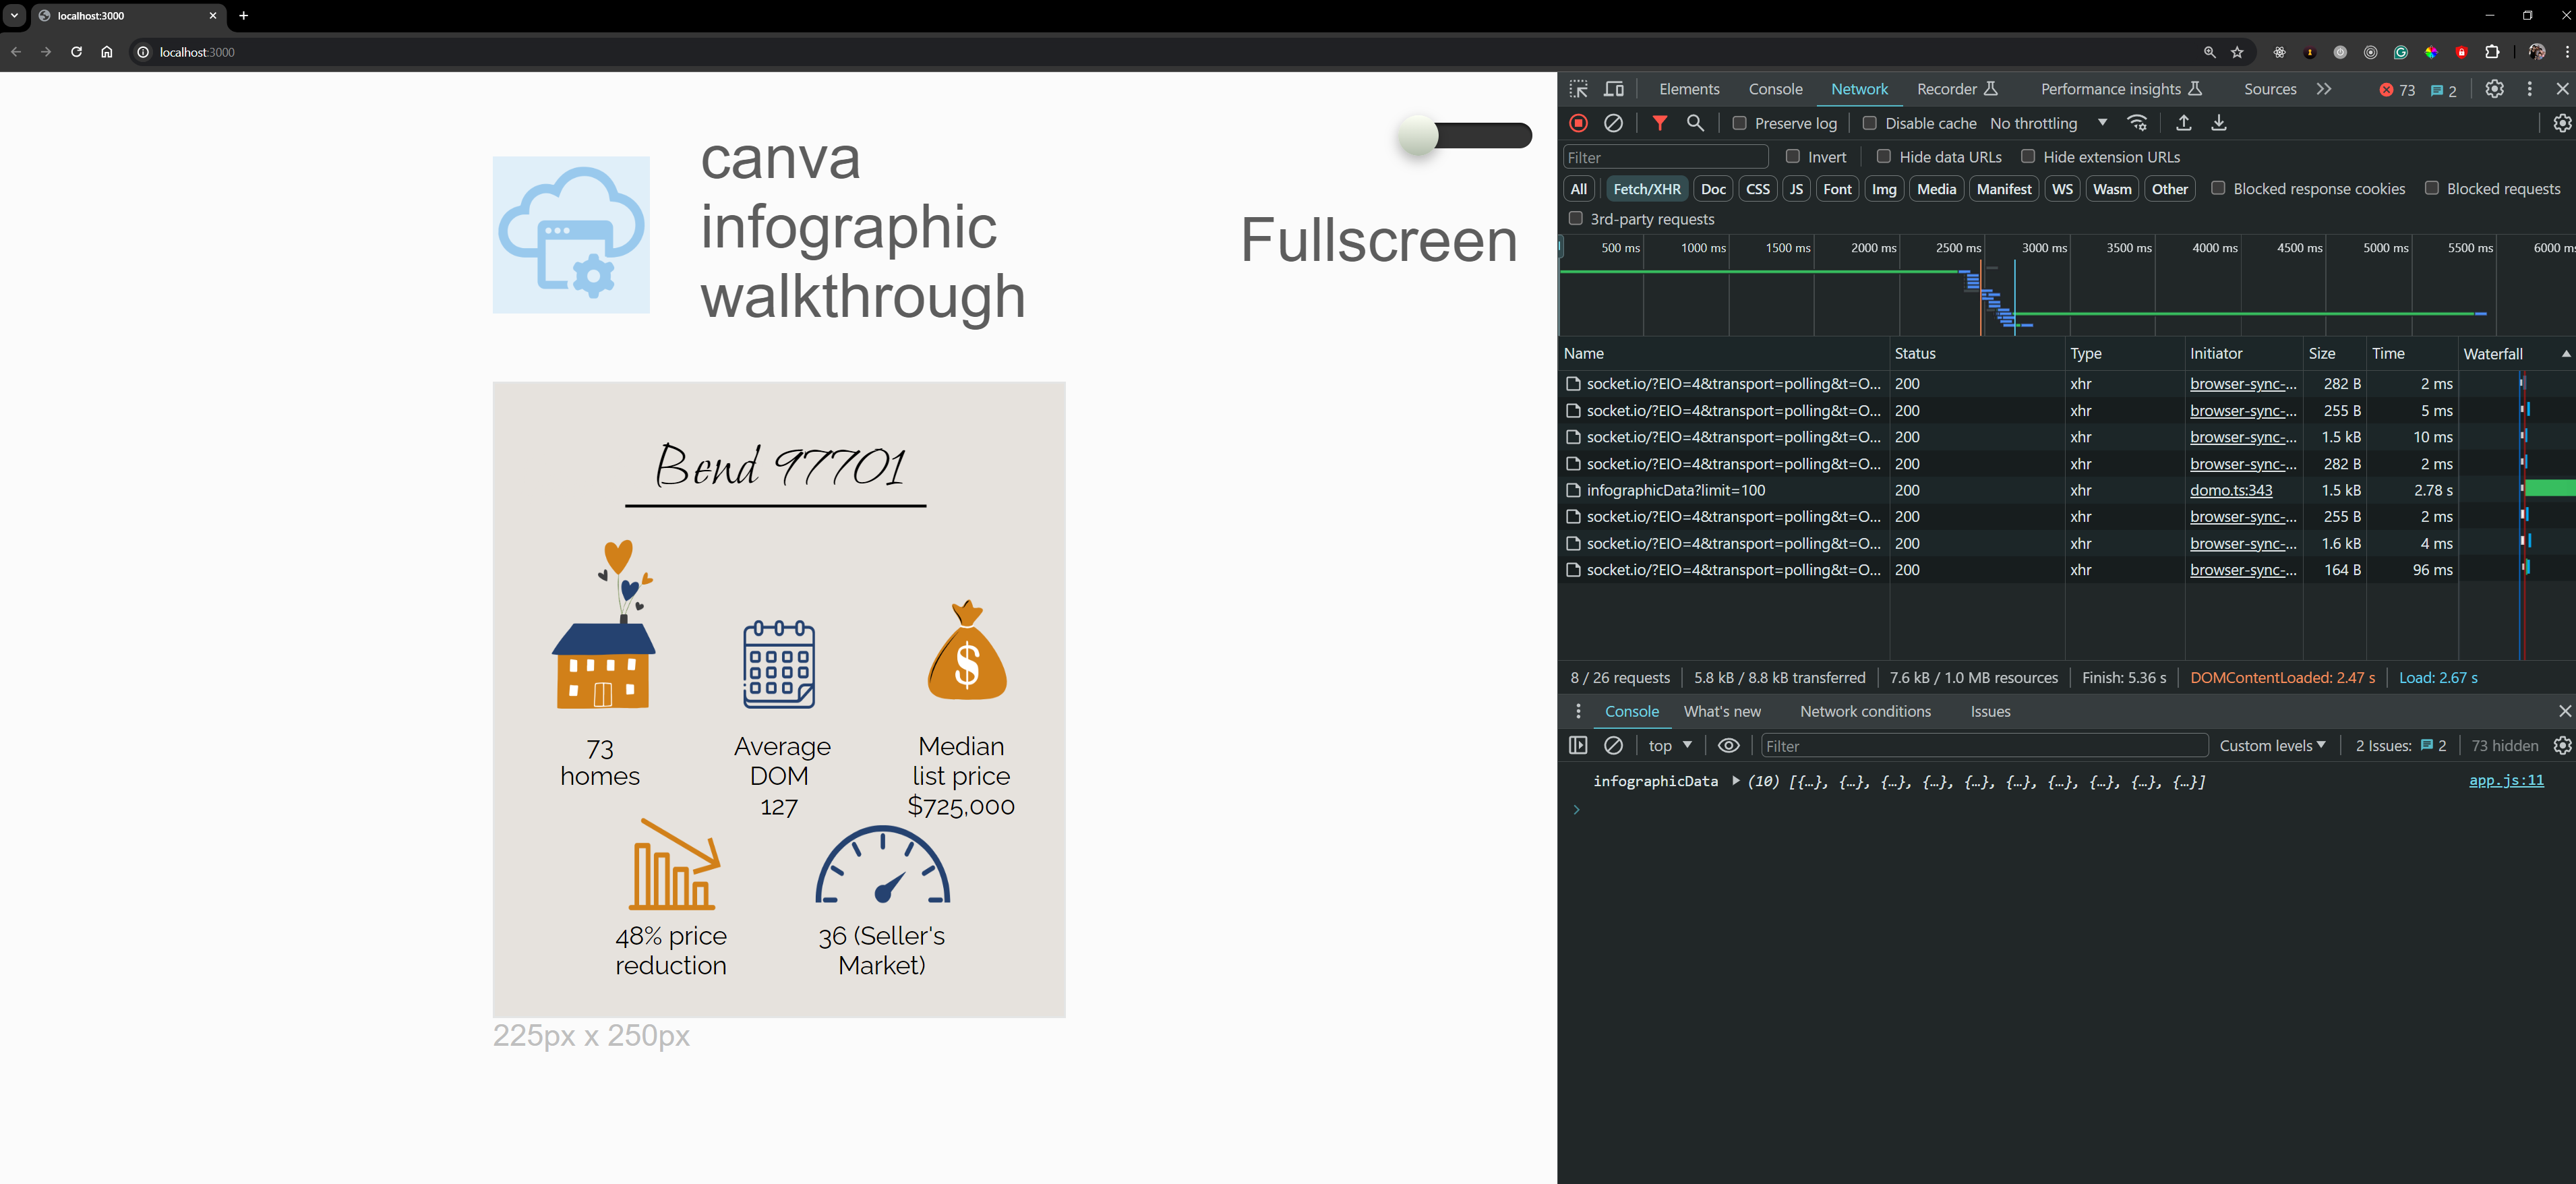 localhost:3000
localhost:3000
canva
infographic
walkthrough
Fullscreen
Bend 97701
73
homes
Average
DOM
127
Median
list price
$725,000
48% price
reduction
36 (Seller's
Market)
225px x 250px
Elements Console Network Recorder Performance insights Sources 73 2
Preserve log Disable cache No throttling
Filter Invert Hide data URLs Hide extension URLs
All Fetch/XHR Doc CSS JS Font Img Media Manifest WS Wasm Other Blocked response cookies Blocked requests
3rd-party requests
500 ms 1000 ms 1500 ms 2000 ms 2500 ms 3000 ms 3500 ms 4000 ms 4500 ms 5000 ms 5500 ms 6000 m
Name Status Type Initiator Size Time Waterfall
socket.io/?EIO=4&transport=polling&t=O... 200 xhr browser-sync-... 282 B 2 ms
socket.io/?EIO=4&transport=polling&t=O... 200 xhr browser-sync-... 255 B 5 ms
socket.io/?EIO=4&transport=polling&t=O... 200 xhr browser-sync-... 1.5 kB 10 ms
socket.io/?EIO=4&transport=polling&t=O... 200 xhr browser-sync-... 282 B 2 ms
infographicData?limit=100 200 xhr domo.ts:343 1.5 kB 2.78 s
socket.io/?EIO=4&transport=polling&t=O... 200 xhr browser-sync-... 255 B 2 ms
socket.io/?EIO=4&transport=polling&t=O... 200 xhr browser-sync-... 1.6 kB 4 ms
socket.io/?EIO=4&transport=polling&t=O... 200 xhr browser-sync-... 164 B 96 ms
8 / 26 requests 5.8 kB / 8.8 kB transferred 7.6 kB / 1.0 MB resources Finish: 5.36 s DOMContentLoaded: 2.47 s Load: 2.67 s
Console What's new Network conditions Issues
top Filter Custom levels 2 Issues: 2 73 hidden
infographicData (10) [{…}, {…}, {…}, {…}, {…}, {…}, {…}, {…}, {…}, {…}] app.js:11